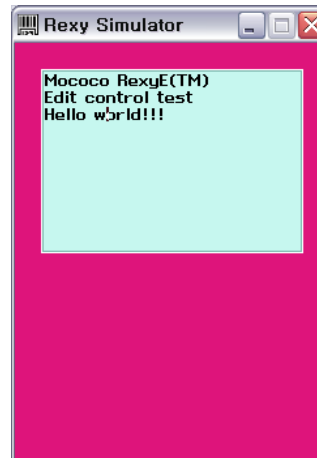 Rexy Simulator
Mococo RexyE(TM)
Edit control test
Hello world!!!